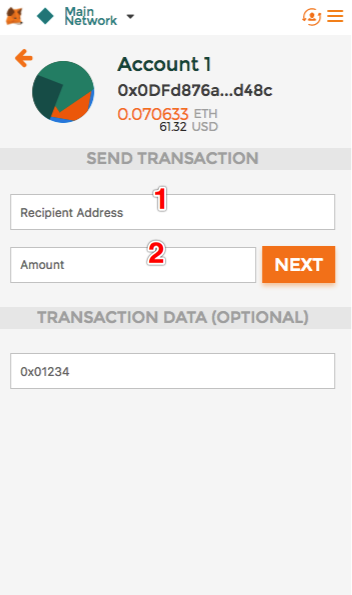 Main
Network
Account 1
0x0DFd876a...d48c
0.070633 ETH
61.32 USD
SEND TRANSACTION
1
Recipient Address
2
Amount
NEXT
TRANSACTION DATA (OPTIONAL)
0x01234